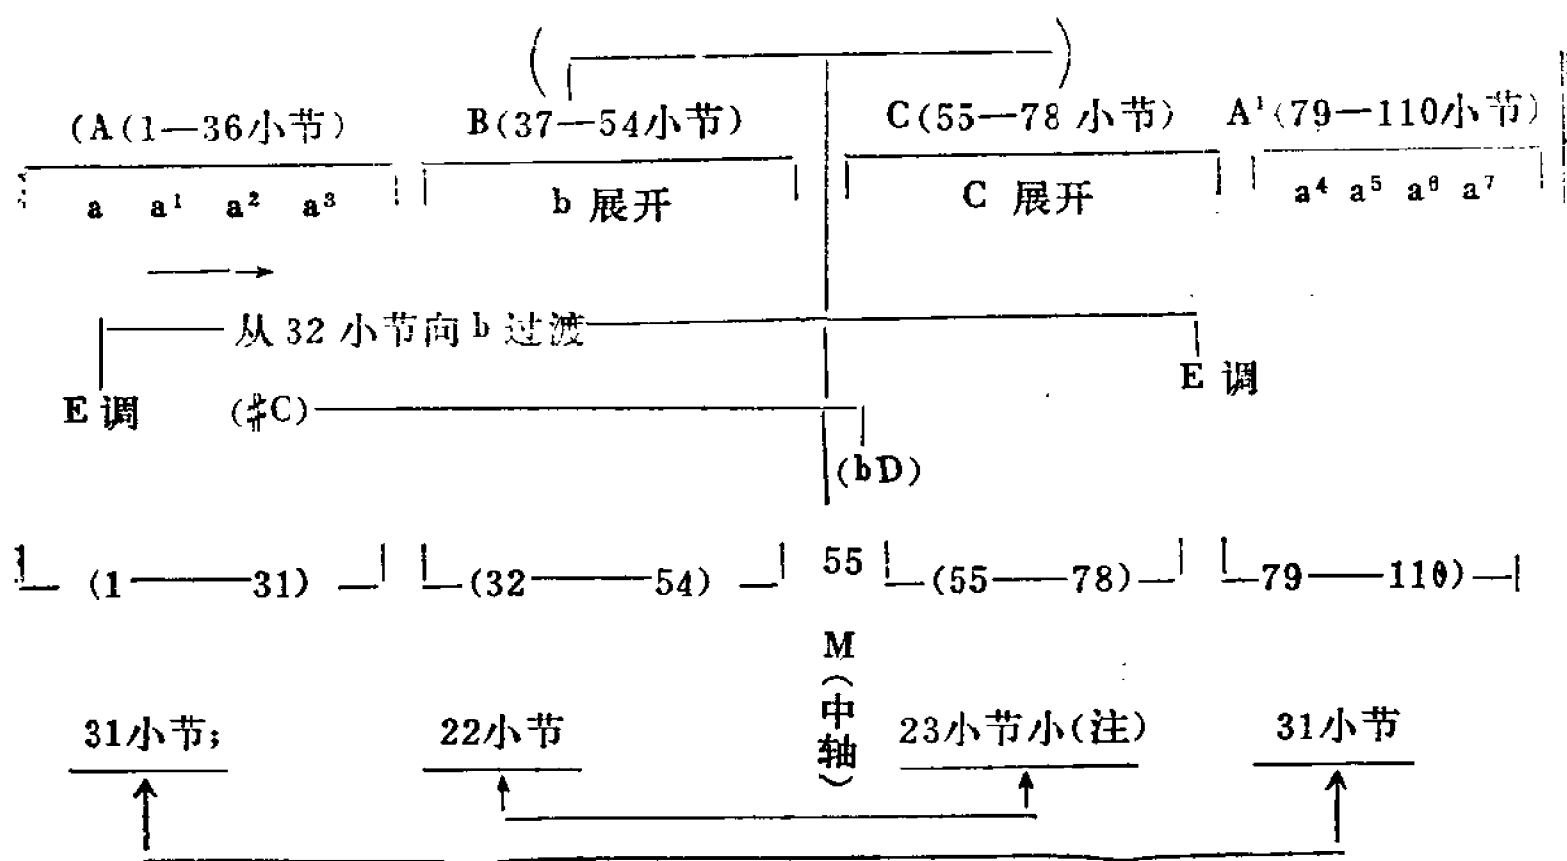 (A(1—36小节) B(37—54小节) C(55—78 小节) A¹(79—110小节)
a a¹ a² a³ b 展开 C 展开 a⁴ a⁵ a⁶ a⁷
从 32 小节向 b 过渡
E 调 (♯C) E 调
(bD)
(1——31) (32——54) 55 (55——78) 79——110)
M
(中轴)
31小节; 22小节 23小节小(注) 31小节